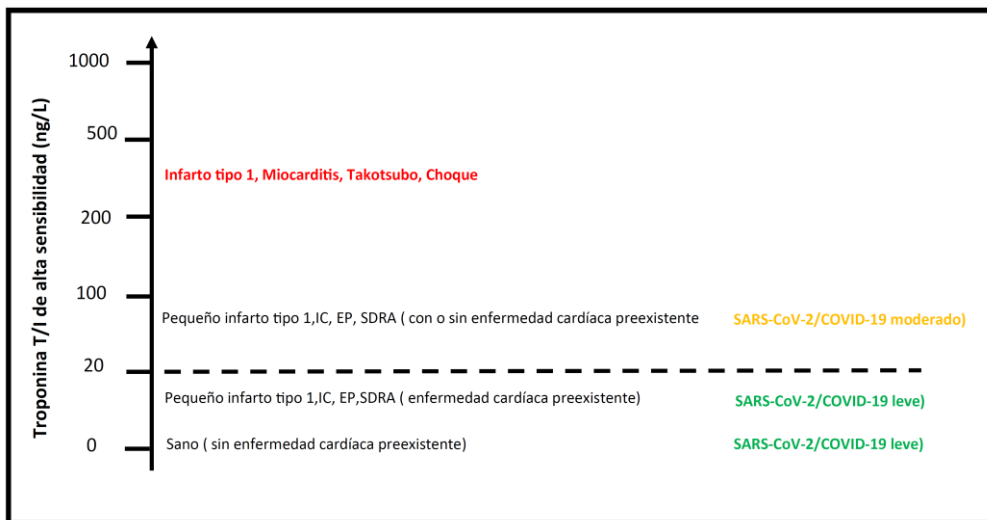 Troponina T/I de alta sensibilidad (ng/L)
1000
500
Infarto tipo 1, Miocarditis, Takotsubo, Choque
200
100
Pequeño infarto tipo 1,IC, EP, SDRA ( con o sin enfermedad cardíaca preexistente SARS-CoV-2/COVID-19 moderado)
20
Pequeño infarto tipo 1,IC, EP,SDRA ( enfermedad cardíaca preexistente) SARS-CoV-2/COVID-19 leve)
0 Sano ( sin enfermedad cardíaca preexistente) SARS-CoV-2/COVID-19 leve)